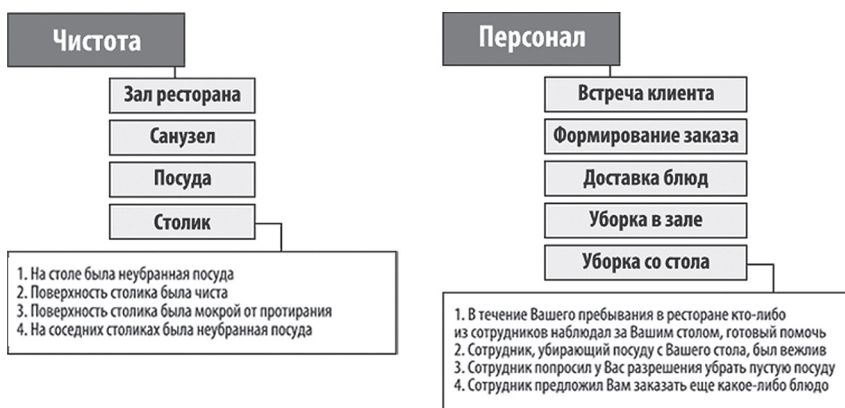 Чистота
Зал ресторана
Санузел
Посуда
Столик
1. На столе была неубранная посуда
2. Поверхность столика была чиста
3. Поверхность столика была мокрой от протирания
4. На соседних столиках была неубранная посуда
Персонал
Встреча клиента
Формирование заказа
Доставка блюд
Уборка в зале
Уборка со стола
1. В течение Вашего пребывания в ресторане кто-либо
из сотрудников наблюдал за Вашим столом, готовый помочь
2. Сотрудник, убирающий посуду с Вашего стола, был вежлив
3. Сотрудник попросил у Вас разрешения убрать пустую посуду
4. Сотрудник предложил Вам заказать еще какое-либо блюдо